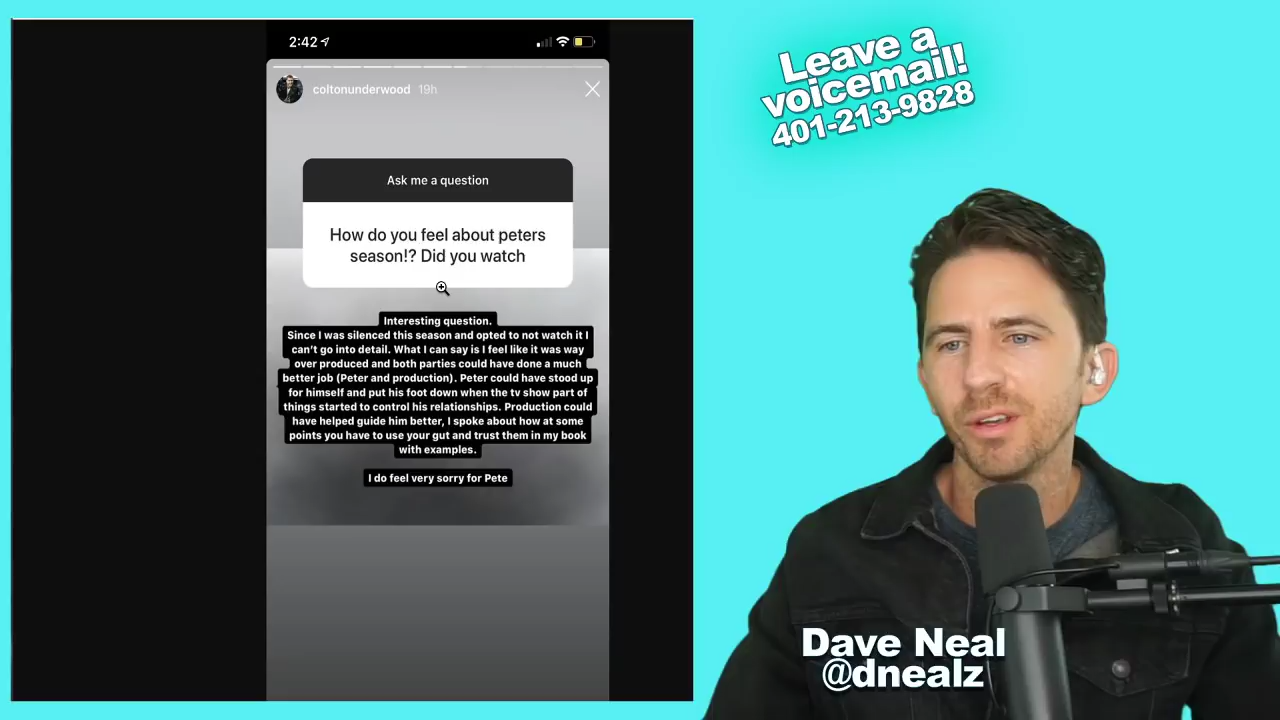 2:42
coltonunderwood 19h
Ask me a question
How do you feel about peters
season!? Did you watch
Interesting question.
Since I was silenced this season and opted to not watch it I
can't go into detail. What I can say is I feel like it was way
over produced and both parties could have done a much
better job (Peter and production). Peter could have stood up
for himself and put his foot down when the tv show part of
things started to control his relationships. Production could
have helped guide him better, I spoke about how at some
points you have to use your gut and trust them in my book
with examples.
I do feel very sorry for Pete
Leave a
voicemail!
401-213-9828
Dave Neal
@dnealz